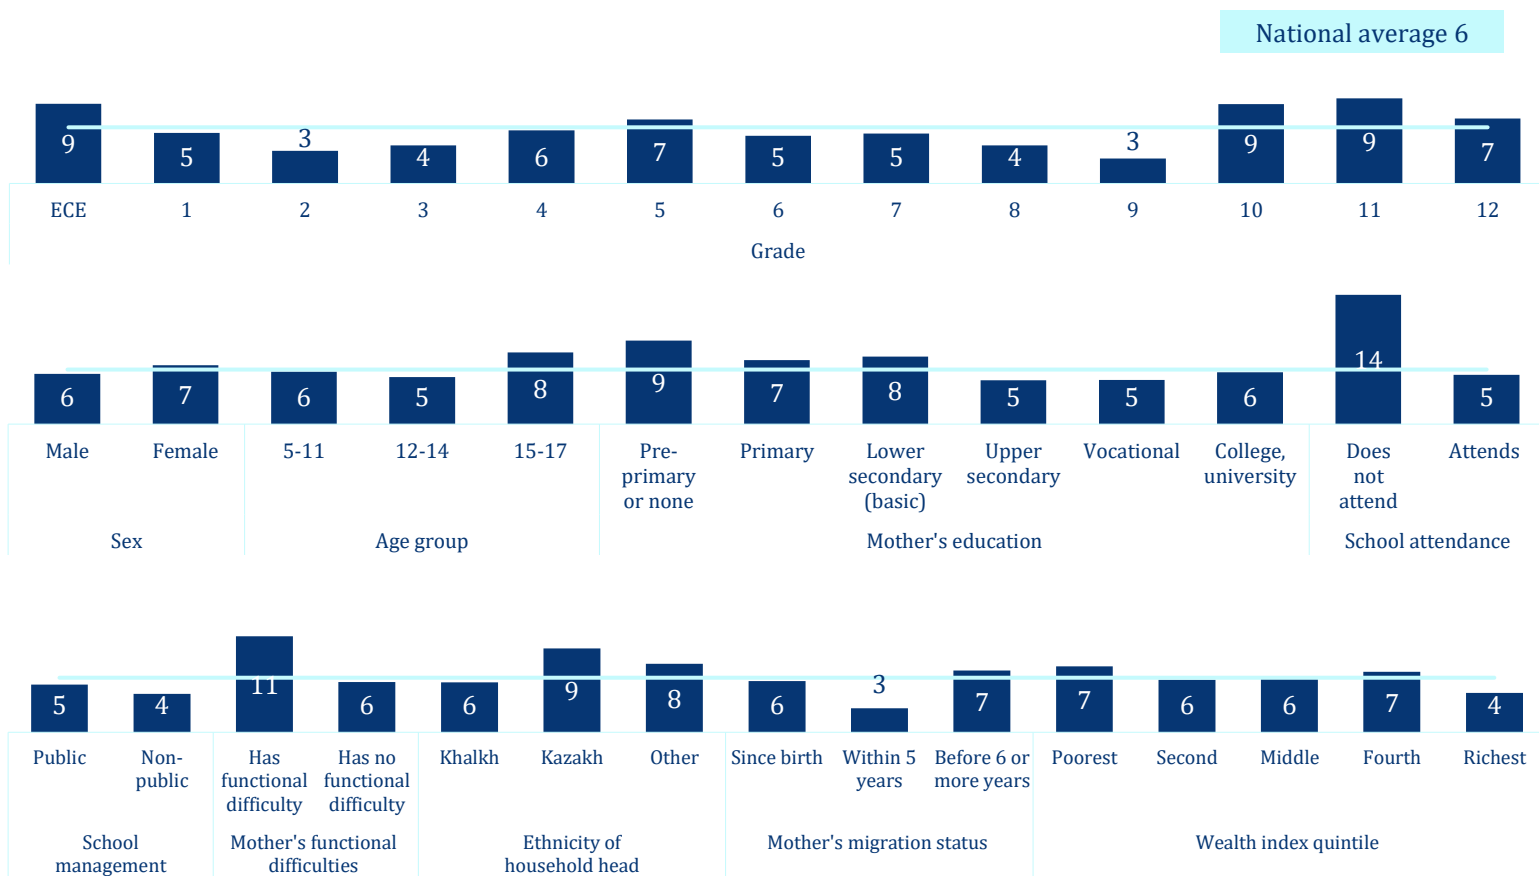 National average 6
9 5 3 4 6 7 5 5 4 3 9 9 7
ECE 1 2 3 4 5 6 7 8 9 10 11 12
Grade
6 7 6 5 8 9 7 8 5 5 6 14 5
Male Female 5-11 12-14 15-17 Pre- Primary Lower Upper Vocational College, Does Attends
primary secondary secondary university not
or none (basic) attend
Sex Age group Mother's education School attendance
5 4 11 6 6 9 8 6 3 7 7 6 6 7 4
Public Non- Has Has no Khalkh Kazakh Other Since birth Within 5 Before 6 or Poorest Second Middle Fourth Richest
public functional functional years more years
difficulty difficulty
School Mother's functional Ethnicity of Mother's migration status Wealth index quintile
management difficulties household head